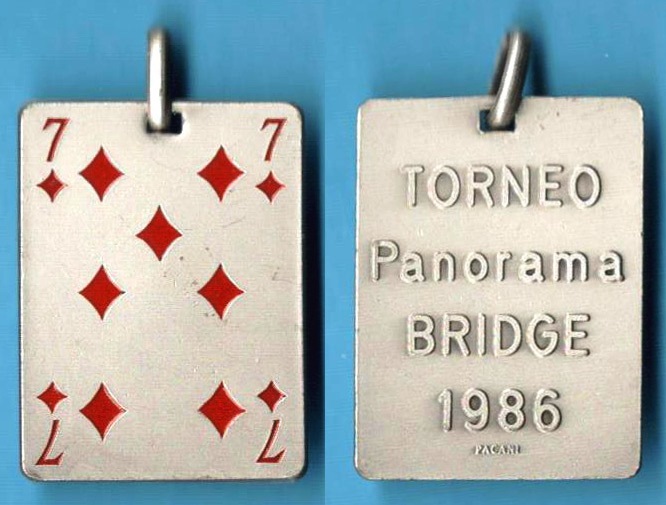 7 7
7 7
TORNEO
Panorama
BRIDGE
1986
PAGANI